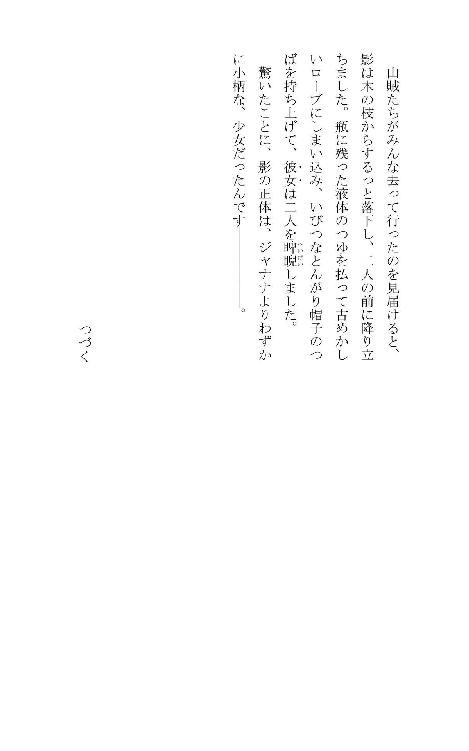 山賊たちがみんな去って行ったのを見届けると、
影は木の枝からするっと落下し、二人の前に降り立
ちました。瓶に残った液体のつゆを払って古めかし
いローブにしまい込み、いびつなとんがり帽子のつ
ばを持ち上げて、彼女は二人を睥睨しました。
　驚いたことに、影の正体は、ジャナナよりわずか
に小柄な、少女だったんです――――。
つづく